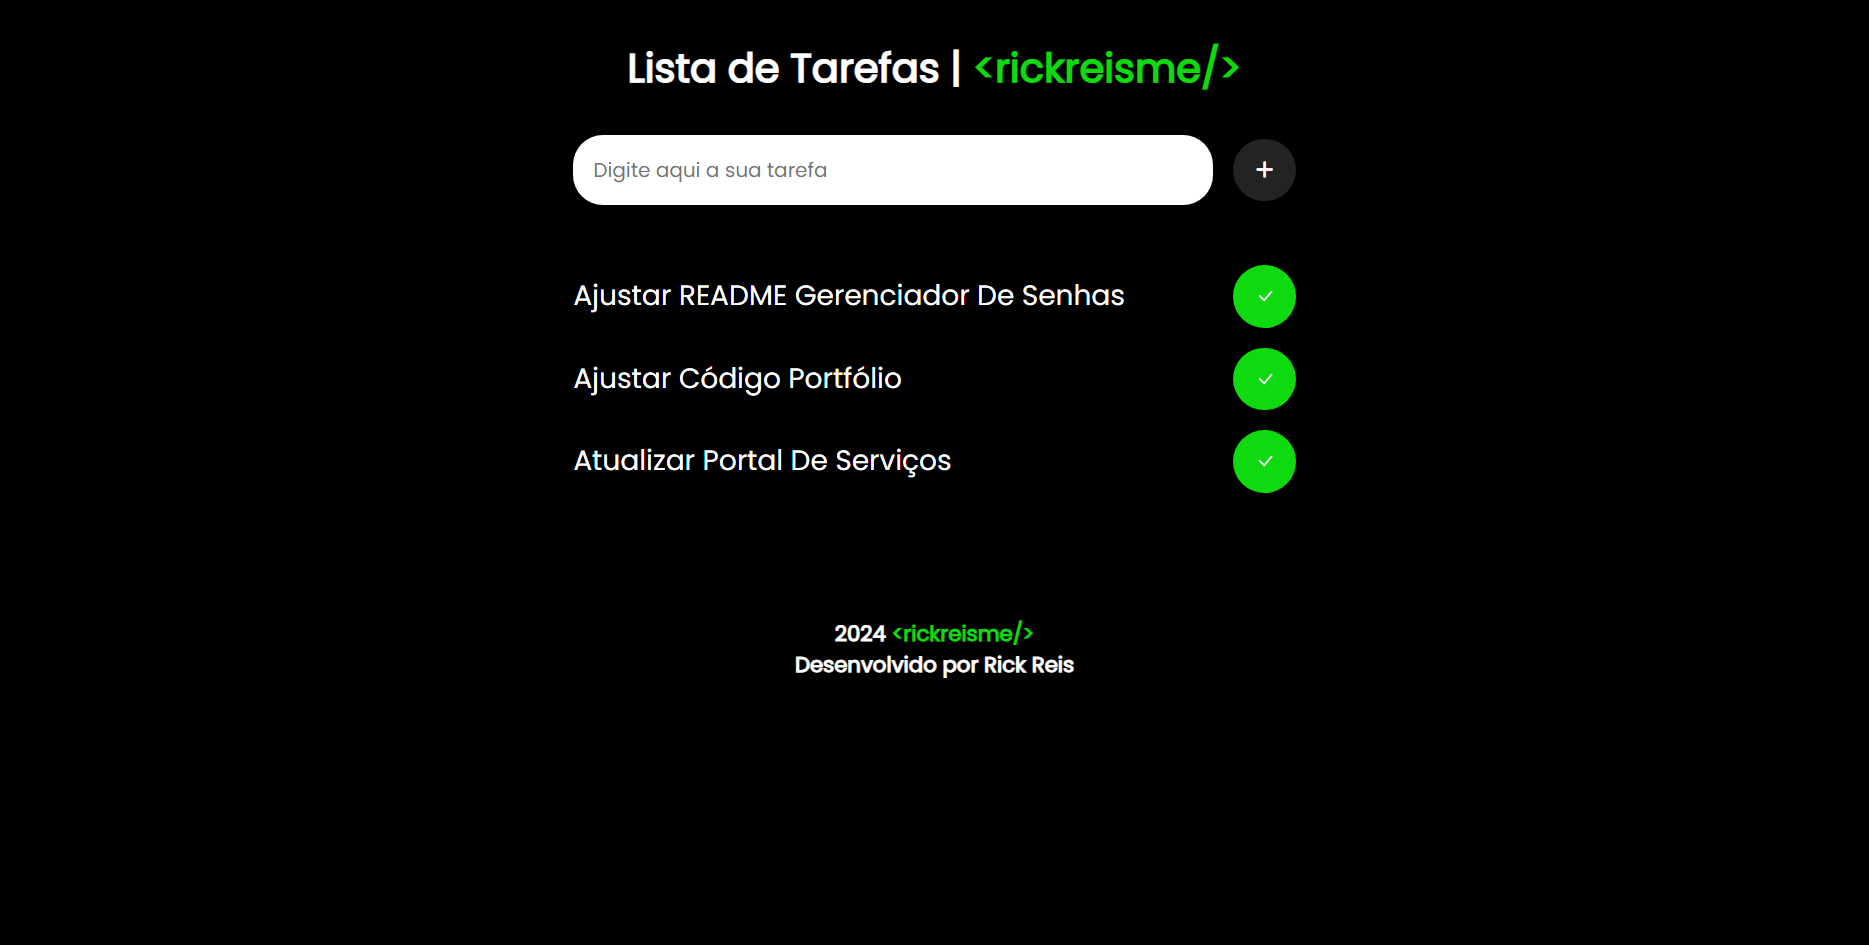 Lista de Tarefas | <rickreisme/>
Digite aqui a sua tarefa
Ajustar README Gerenciador De Senhas
Ajustar Código Portfólio
Atualizar Portal De Serviços
2024 <rickreisme/>
Desenvolvido por Rick Reis